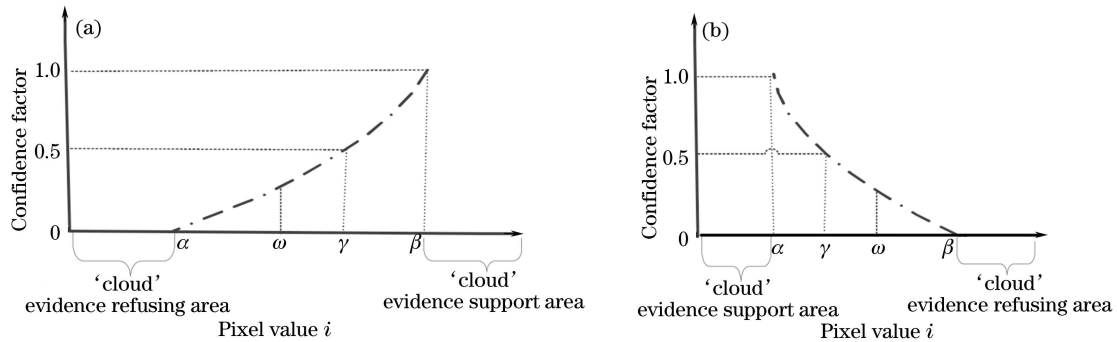 (a)
Confidence factor
1.0
0.5
0
α
ω
γ
β
‘cloud’
evidence refusing area
‘cloud’
evidence support area
Pixel value i
(b)
Confidence factor
1.0
0.5
0
α
γ
ω
β
‘cloud’
evidence support area
‘cloud’
evidence refusing area
Pixel value i